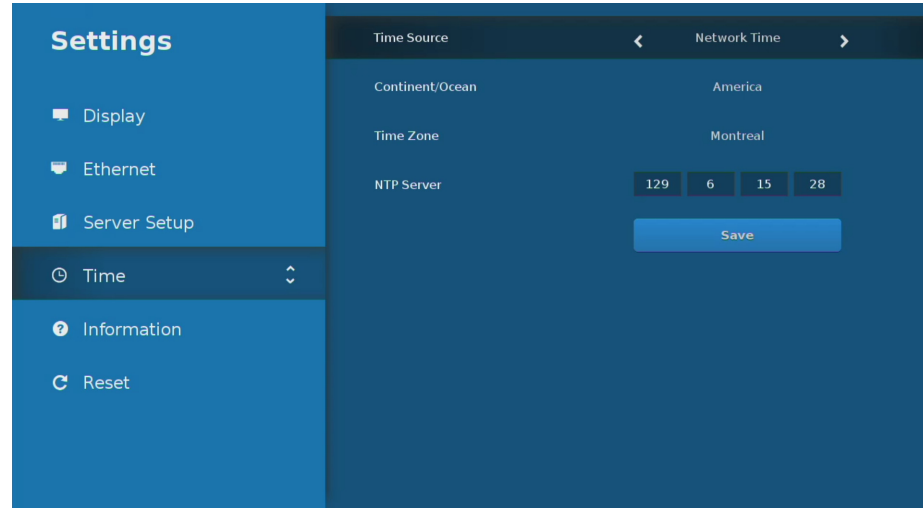 Settings
Display
Ethernet
Server Setup
Time
Information
Reset
Time Source Network Time
Continent/Ocean America
Time Zone Montreal
NTP Server 129 6 15 28
Save